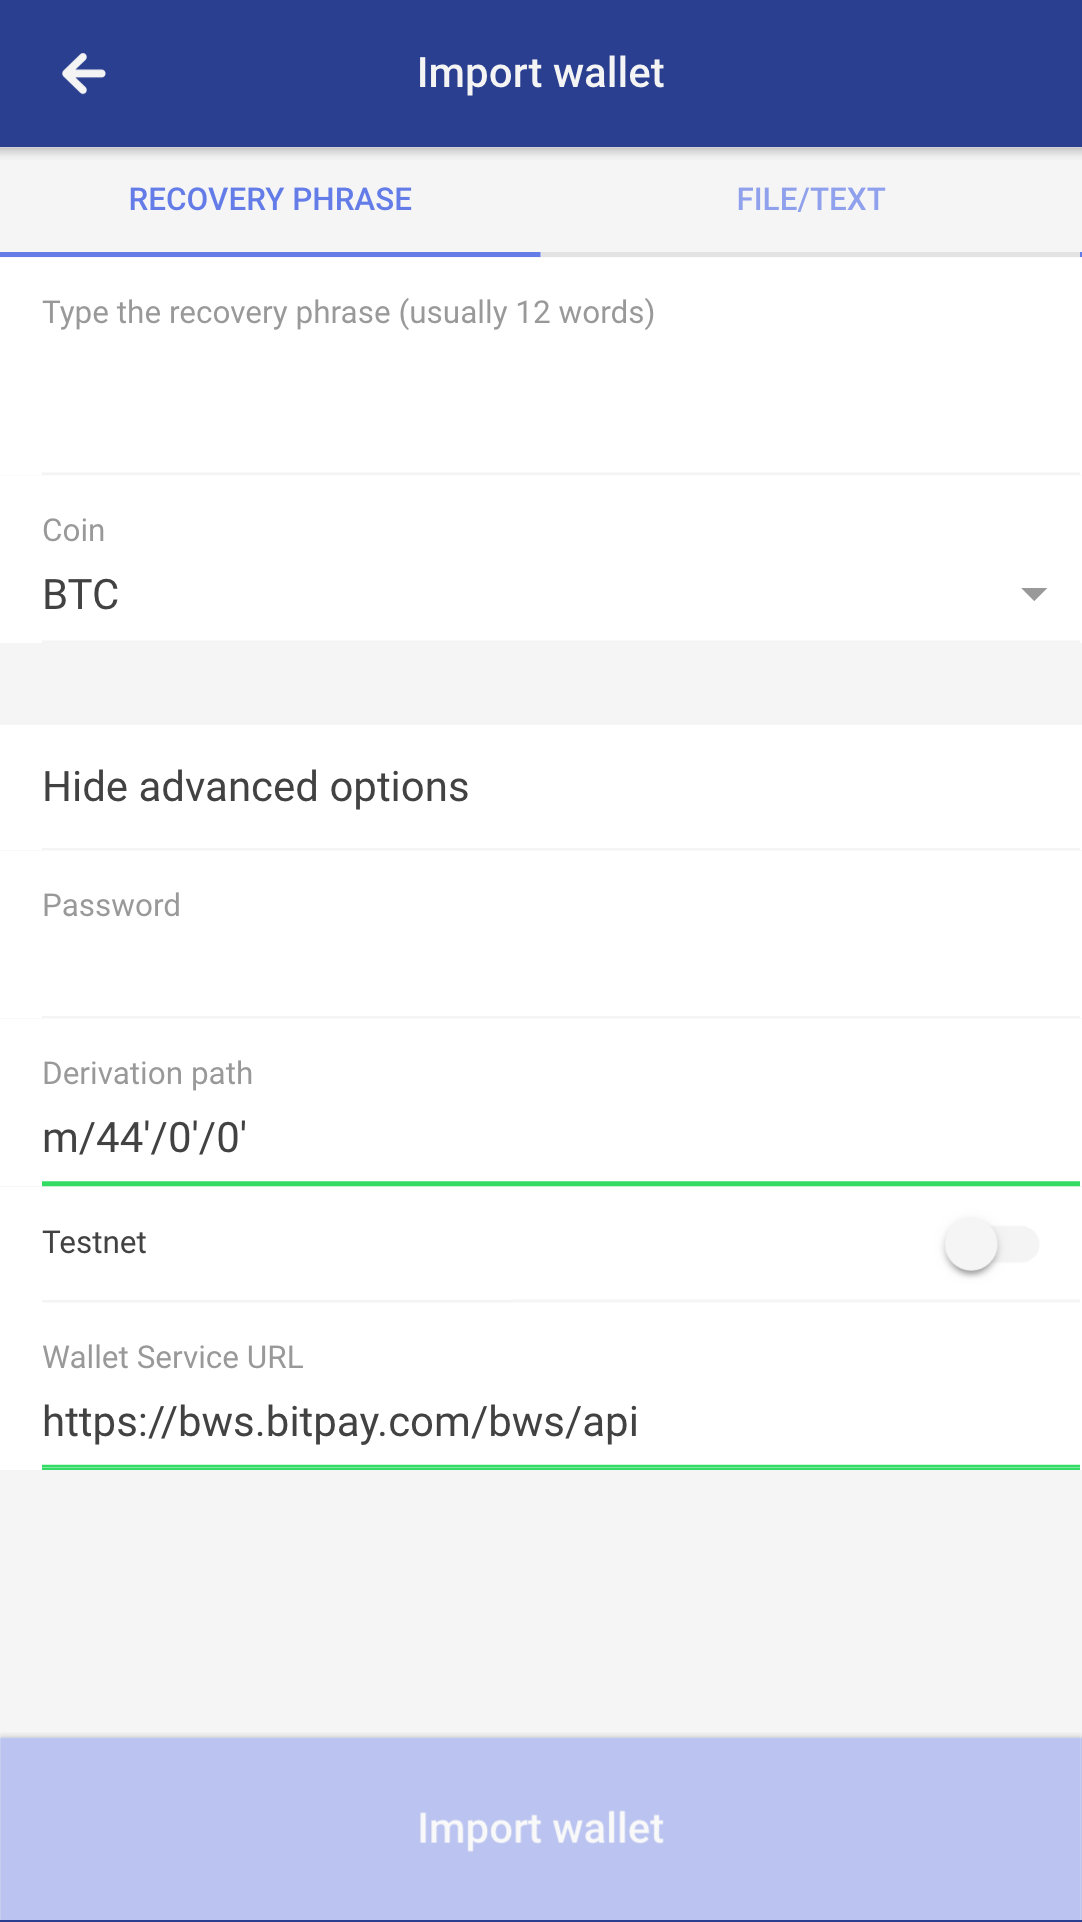 Import wallet
RECOVERY PHRASE
FILE/TEXT
Type the recovery phrase (usually 12 words)
Coin
BTC
Hide advanced options
Password
Derivation path
m/44'/0'/0'
Testnet
Wallet Service URL
https://bws.bitpay.com/bws/api
Import wallet